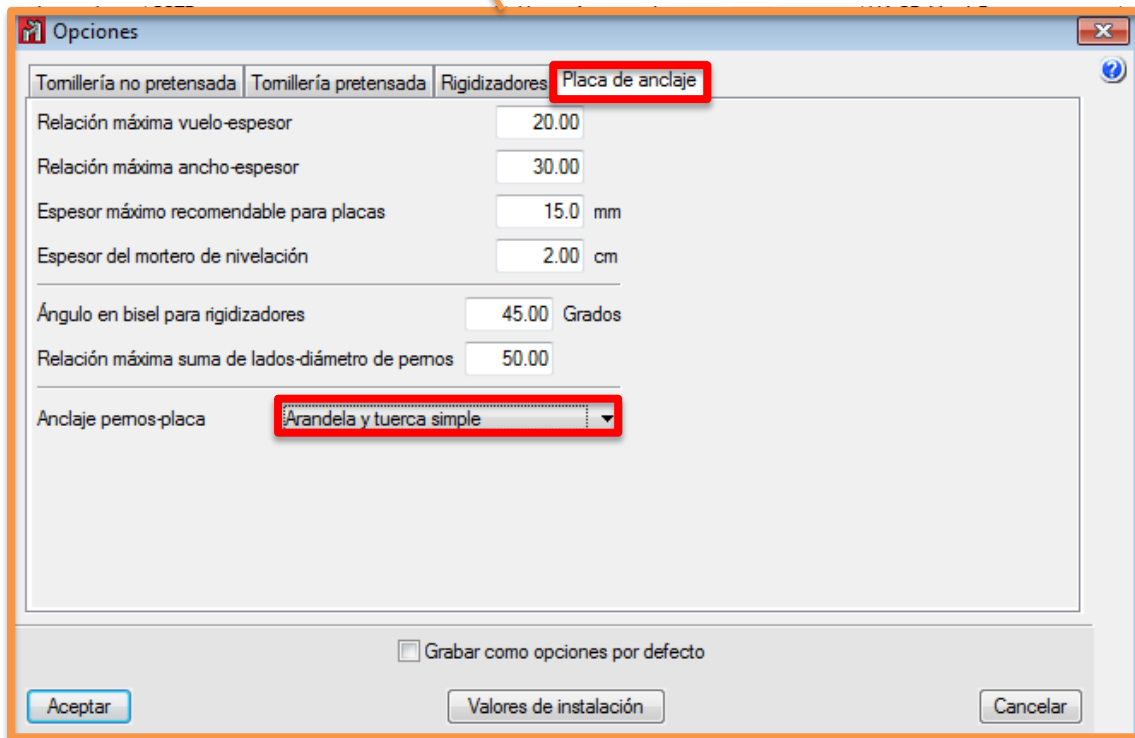 Opciones
Tornillería no pretensada Tornillería pretensada Rigidizadores Placa de anclaje
Relación máxima vuelo-espesor 20.00
Relación máxima ancho-espesor 30.00
Espesor máximo recomendable para placas 15.0 mm
Espesor del mortero de nivelación 2.00 cm
Ángulo en bisel para rigidizadores 45.00 Grados
Relación máxima suma de lados-diámetro de pernos 50.00
Anclaje pernos-placa Arandela y tuerca simple
Grabar como opciones por defecto
Aceptar Valores de instalación Cancelar